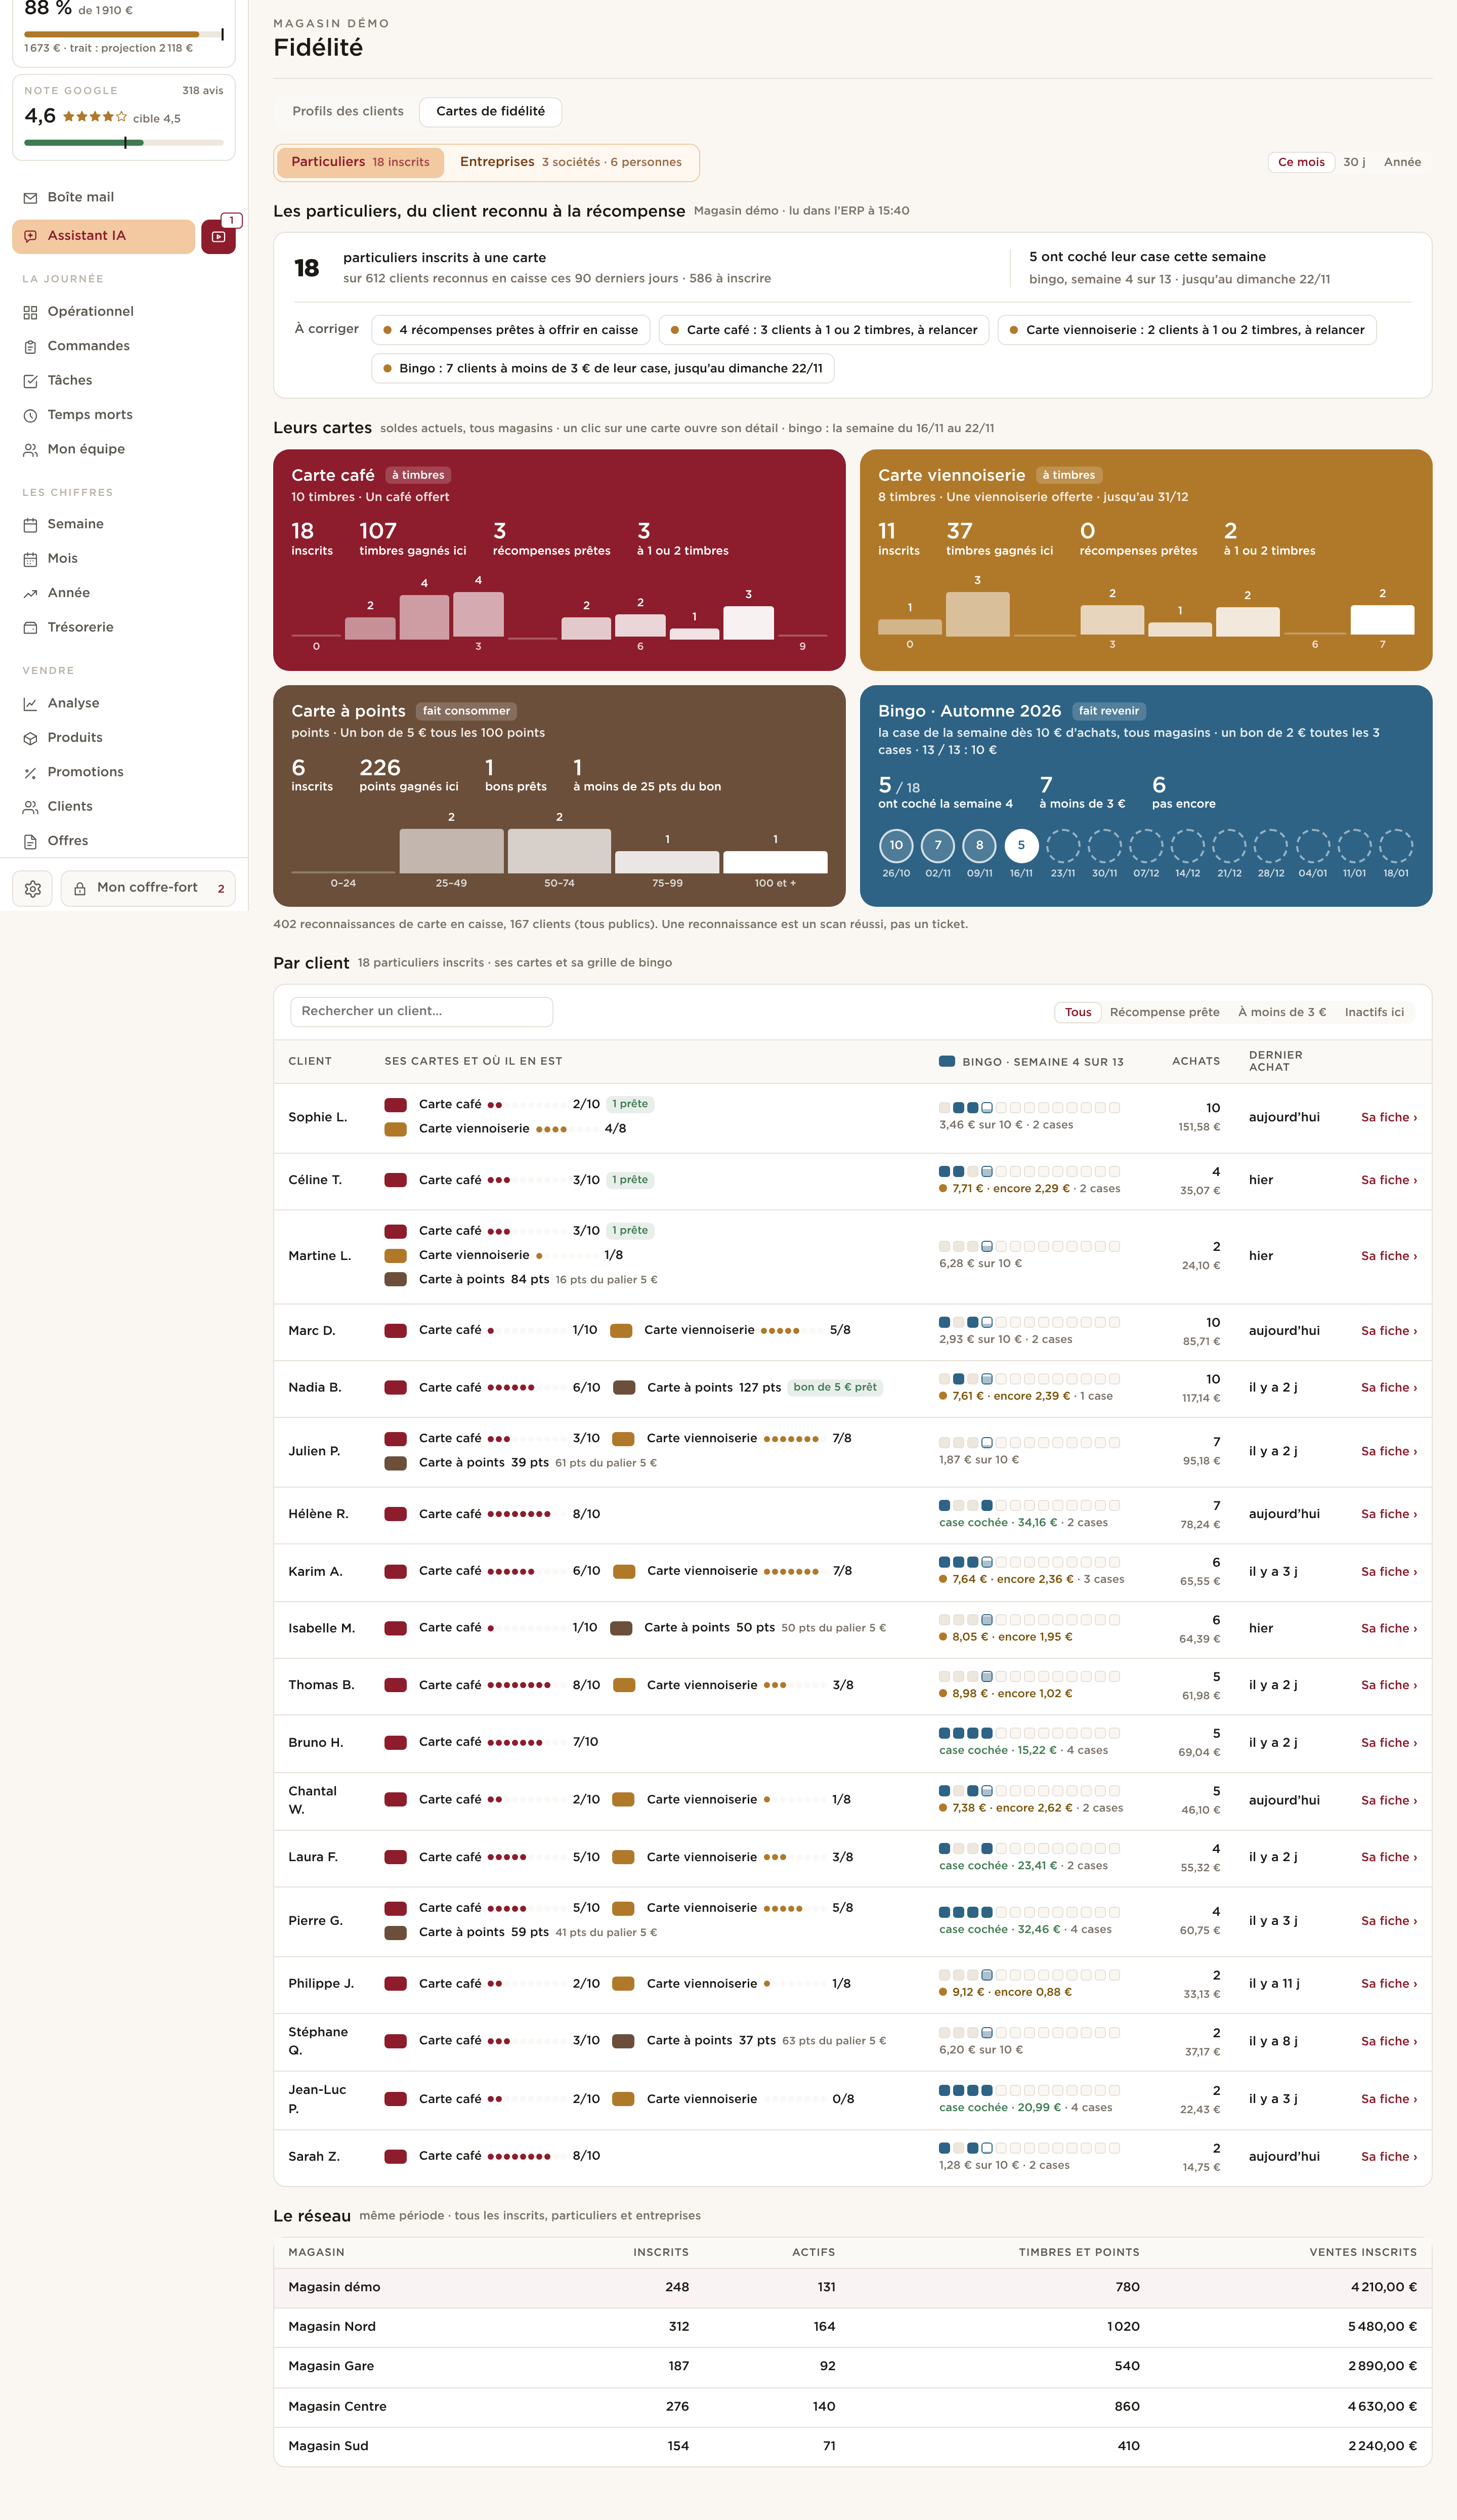 88 % de 1 910 €
1 673 € · trait : projection 2 118 €
NOTE GOOGLE 318 avis
4,6 ★★★★☆ cible 4,5
Boîte mail
Assistant IA 1
LA JOURNÉE
Opérationnel
Commandes
Tâches
Temps morts
Mon équipe
LES CHIFFRES
Semaine
Mois
Année
Trésorerie
VENDRE
Analyse
Produits
Promotions
Clients
Offres
Mon coffre-fort 2
MAGASIN DÉMO
Fidélité
Profils des clients Cartes de fidélité
Particuliers 18 inscrits Entreprises 3 sociétés · 6 personnes Ce mois 30 j Année
Les particuliers, du client reconnu à la récompense Magasin démo · lu dans l'ERP à 15:40
18 particuliers inscrits à une carte
sur 612 clients reconnus en caisse ces 90 derniers jours · 586 à inscrire
5 ont coché leur case cette semaine
bingo, semaine 4 sur 13 · jusqu'au dimanche 22/11
À corriger 4 récompenses prêtes à offrir en caisse Carte café : 3 clients à 1 ou 2 timbres, à relancer Carte viennoiserie : 2 clients à 1 ou 2 timbres, à relancer
Bingo : 7 clients à moins de 3 € de leur case, jusqu'au dimanche 22/11
Leurs cartes soldes actuels, tous magasins · un clic sur une carte ouvre son détail · bingo : la semaine du 16/11 au 22/11
Carte café à timbres
10 timbres · Un café offert
18 107 3 3
inscrits timbres gagnés ici récompenses prêtes à 1 ou 2 timbres
2 4 4 2 2 1 3
0 3 6 9
Carte viennoiserie à timbres
8 timbres · Une viennoiserie offerte · jusqu'au 31/12
11 37 0 2
inscrits timbres gagnés ici récompenses prêtes à 1 ou 2 timbres
1 3 2 1 2 2
0 3 6 7
Carte à points fait consommer
points · Un bon de 5 € tous les 100 points
6 226 1 1
inscrits points gagnés ici bons prêts à moins de 25 pts du bon
2 2 1 1
0–24 25–49 50–74 75–99 100 et +
Bingo · Automne 2026 fait revenir
la case de la semaine dès 10 € d'achats, tous magasins · un bon de 2 € toutes les 3
cases · 13 / 13 : 10 €
5 / 18 7 6
ont coché la semaine 4 à moins de 3 € pas encore
10 7 8 5
26/10 02/11 09/11 16/11 23/11 30/11 07/12 14/12 21/12 28/12 04/01 11/01 18/01
402 reconnaissances de carte en caisse, 167 clients (tous publics). Une reconnaissance est un scan réussi, pas un ticket.
Par client 18 particuliers inscrits · ses cartes et sa grille de bingo
Rechercher un client… Tous Récompense prête À moins de 3 € Inactifs ici
CLIENT SES CARTES ET OÙ IL EN EST BINGO · SEMAINE 4 SUR 13 ACHATS DERNIER ACHAT
Sophie L. Carte café 2/10 1 prête
Carte viennoiserie 4/8
3,46 € sur 10 € · 2 cases 10 151,58 € aujourd'hui Sa fiche ›
Céline T. Carte café 3/10 1 prête
7,71 € · encore 2,29 € · 2 cases 4 35,07 € hier Sa fiche ›
Martine L. Carte café 3/10 1 prête
Carte viennoiserie 1/8
Carte à points 84 pts 16 pts du palier 5 €
6,28 € sur 10 € 2 24,10 € hier Sa fiche ›
Marc D. Carte café 1/10 Carte viennoiserie 5/8
2,93 € sur 10 € · 2 cases 10 85,71 € aujourd'hui Sa fiche ›
Nadia B. Carte café 6/10 Carte à points 127 pts bon de 5 € prêt
7,61 € · encore 2,39 € · 1 case 10 117,14 € il y a 2 j Sa fiche ›
Julien P. Carte café 3/10 Carte viennoiserie 7/8
Carte à points 39 pts 61 pts du palier 5 €
1,87 € sur 10 € 7 95,18 € il y a 2 j Sa fiche ›
Hélène R. Carte café 8/10
case cochée · 34,16 € · 2 cases 7 78,24 € aujourd'hui Sa fiche ›
Karim A. Carte café 6/10 Carte viennoiserie 7/8
7,64 € · encore 2,36 € · 3 cases 6 65,55 € il y a 3 j Sa fiche ›
Isabelle M. Carte café 1/10 Carte à points 50 pts 50 pts du palier 5 €
8,05 € · encore 1,95 € 6 64,39 € hier Sa fiche ›
Thomas B. Carte café 8/10 Carte viennoiserie 3/8
8,98 € · encore 1,02 € 5 61,98 € il y a 2 j Sa fiche ›
Bruno H. Carte café 7/10
case cochée · 15,22 € · 4 cases 5 69,04 € il y a 2 j Sa fiche ›
Chantal W. Carte café 2/10 Carte viennoiserie 1/8
7,38 € · encore 2,62 € · 2 cases 5 46,10 € aujourd'hui Sa fiche ›
Laura F. Carte café 5/10 Carte viennoiserie 3/8
case cochée · 23,41 € · 2 cases 4 55,32 € il y a 2 j Sa fiche ›
Pierre G. Carte café 5/10 Carte viennoiserie 5/8
Carte à points 59 pts 41 pts du palier 5 €
case cochée · 32,46 € · 4 cases 4 60,75 € il y a 3 j Sa fiche ›
Philippe J. Carte café 2/10 Carte viennoiserie 1/8
9,12 € · encore 0,88 € 2 33,13 € il y a 11 j Sa fiche ›
Stéphane Q. Carte café 3/10 Carte à points 37 pts 63 pts du palier 5 €
6,20 € sur 10 € 2 37,17 € il y a 8 j Sa fiche ›
Jean-Luc P. Carte café 2/10 Carte viennoiserie 0/8
case cochée · 20,99 € · 4 cases 2 22,43 € il y a 3 j Sa fiche ›
Sarah Z. Carte café 8/10
1,28 € sur 10 € · 2 cases 2 14,75 € aujourd'hui Sa fiche ›
Le réseau même période · tous les inscrits, particuliers et entreprises
MAGASIN INSCRITS ACTIFS TIMBRES ET POINTS VENTES INSCRITS
Magasin démo 248 131 780 4 210,00 €
Magasin Nord 312 164 1 020 5 480,00 €
Magasin Gare 187 92 540 2 890,00 €
Magasin Centre 276 140 860 4 630,00 €
Magasin Sud 154 71 410 2 240,00 €